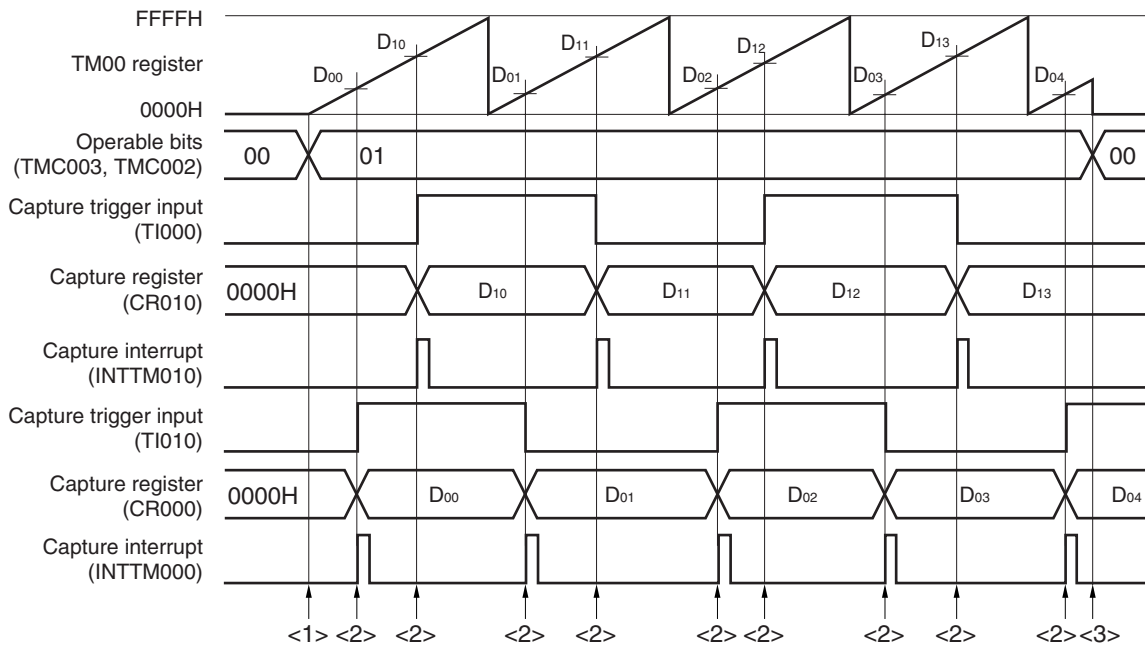 FFFFH
TM00 register
0000H
D00 D10 D01 D11 D02 D12 D03 D13 D04
Operable bits
(TMC003, TMC002)
00 01 00
Capture trigger input
(TI000)
Capture register
(CR010)
0000H D10 D11 D12 D13
Capture interrupt
(INTTM010)
Capture trigger input
(TI010)
Capture register
(CR000)
0000H D00 D01 D02 D03 D04
Capture interrupt
(INTTM000)
<1> <2> <2> <2> <2> <2> <2> <2> <2> <2> <3>